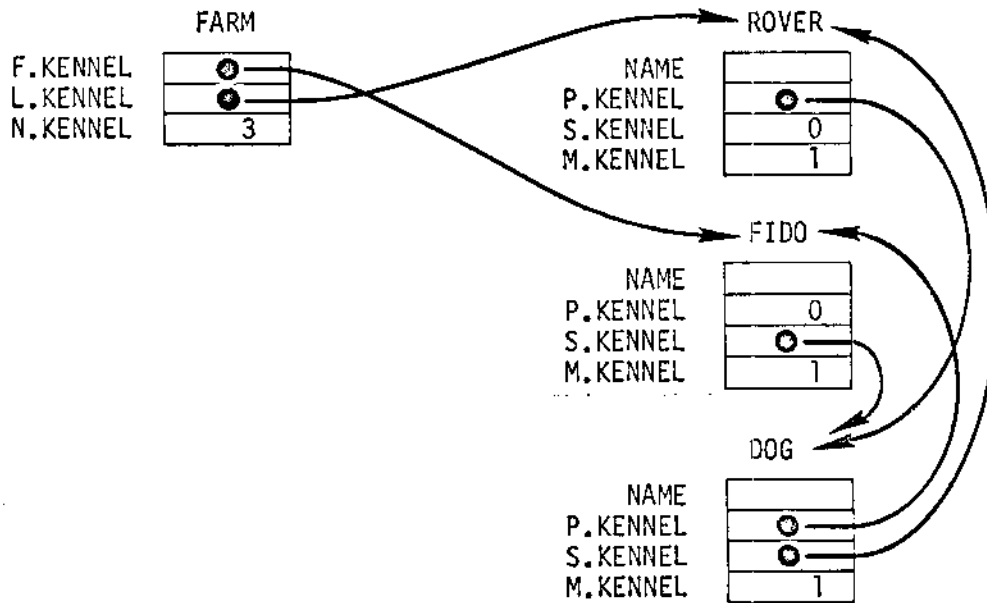 FARM
F.KENNEL
L.KENNEL
N.KENNEL 3
ROVER
NAME
P.KENNEL
S.KENNEL 0
M.KENNEL 1
FIDO
NAME
P.KENNEL 0
S.KENNEL
M.KENNEL 1
DOG
NAME
P.KENNEL
S.KENNEL
M.KENNEL 1